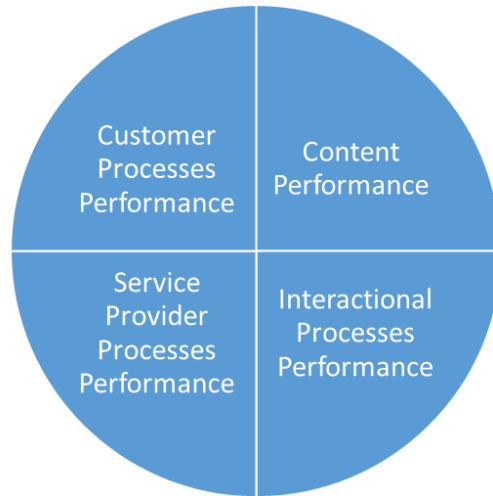 Customer
Processes
Performance
Content
Performance
Service
Provider
Processes
Performance
Interactional
Processes
Performance